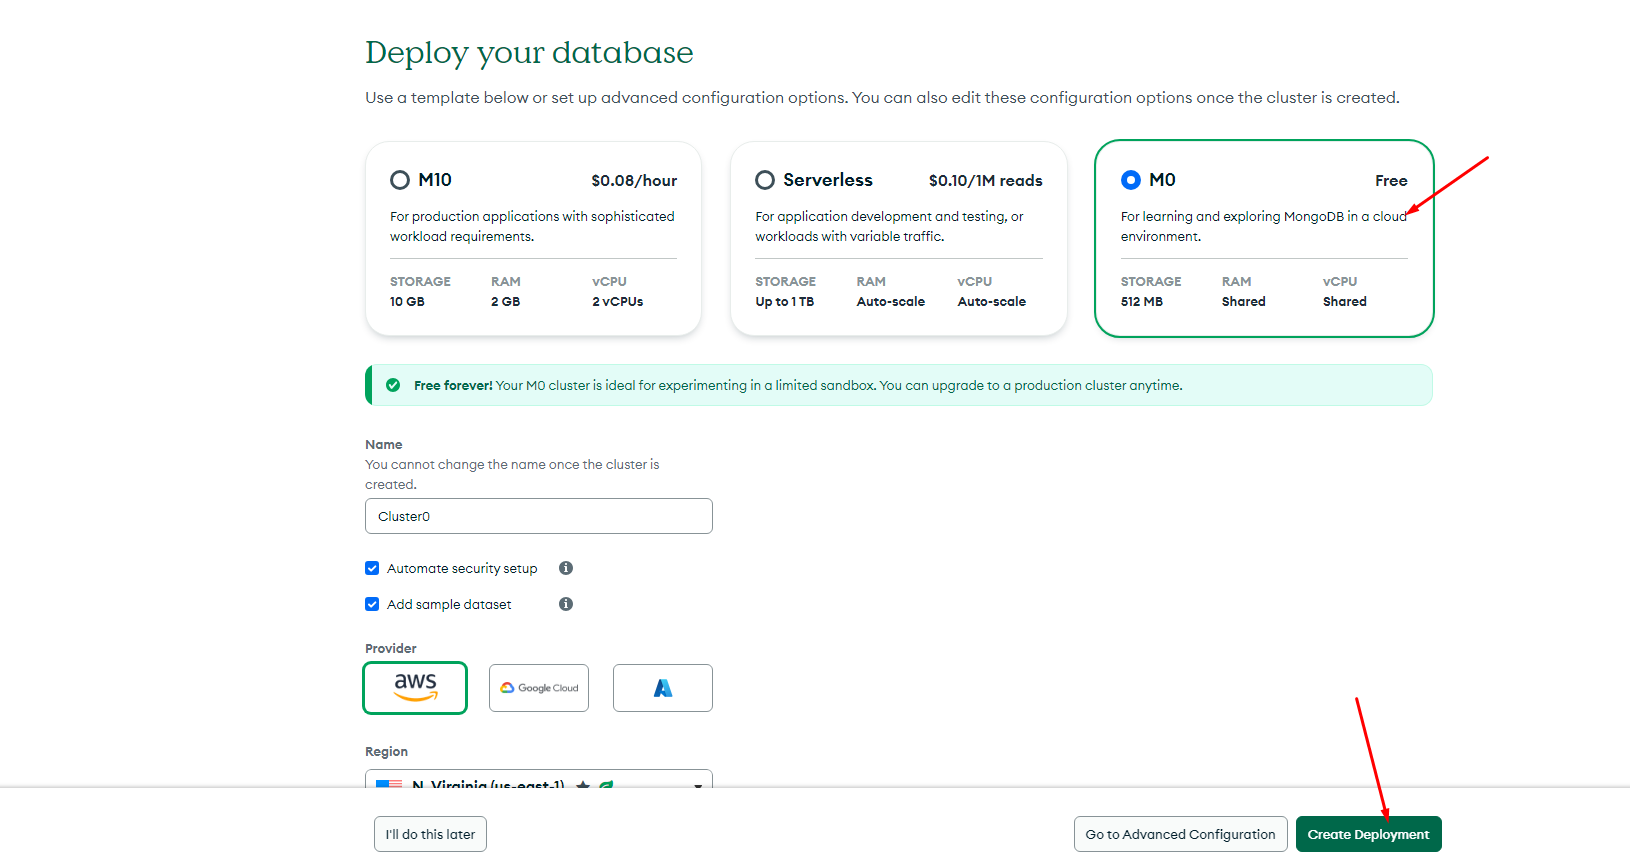 Deploy your database
Use a template below or set up advanced configuration options. You can also edit these configuration options once the cluster is created.
M10 $0.08/hour
For production applications with sophisticated
workload requirements.
STORAGE RAM vCPU
10 GB 2 GB 2 vCPUs
Serverless $0.10/1M reads
For application development and testing, or
workloads with variable traffic.
STORAGE RAM vCPU
Up to 1 TB Auto-scale Auto-scale
M0 Free
For learning and exploring MongoDB in a cloud
environment.
STORAGE RAM vCPU
512 MB Shared Shared
Free forever! Your M0 cluster is ideal for experimenting in a limited sandbox. You can upgrade to a production cluster anytime.
Name
You cannot change the name once the cluster is
created.
Cluster0
Automate security setup
Add sample dataset
Provider
aws
Google Cloud
Region
N. Virginia (us-east-1)
I'll do this later
Go to Advanced Configuration
Create Deployment